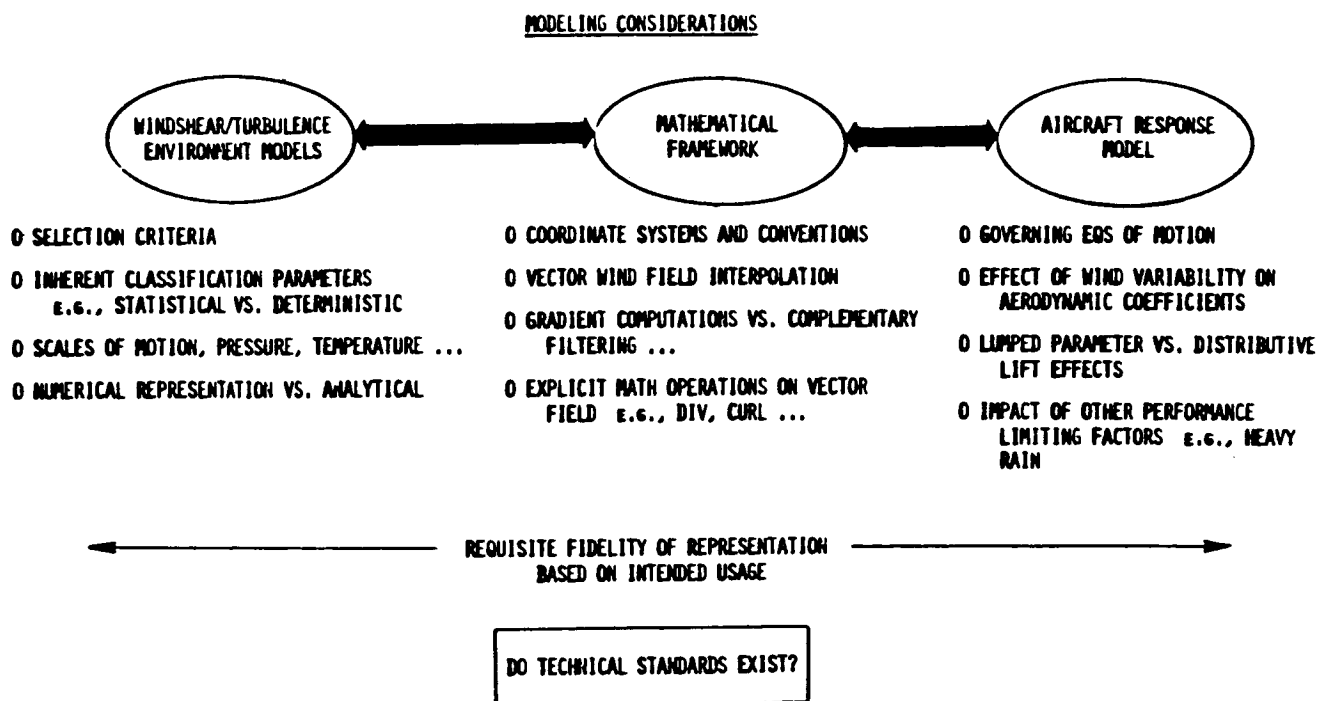 MODELING CONSIDERATIONS
WINDSHEAR/TURBULENCE
ENVIRONMENT MODELS
MATHEMATICAL
FRAMEWORK
AIRCRAFT RESPONSE
MODEL
O SELECTION CRITERIA
O INHERENT CLASSIFICATION PARAMETERS
E.G., STATISTICAL VS. DETERMINISTIC
O SCALES OF MOTION, PRESSURE, TEMPERATURE ...
O NUMERICAL REPRESENTATION VS. ANALYTICAL
O COORDINATE SYSTEMS AND CONVENTIONS
O VECTOR WIND FIELD INTERPOLATION
O GRADIENT COMPUTATIONS VS. COMPLEMENTARY
FILTERING ...
O EXPLICIT MATH OPERATIONS ON VECTOR
FIELD E.G., DIV, CURL ...
O GOVERNING EQS OF MOTION
O EFFECT OF WIND VARIABILITY ON
AERODYNAMIC COEFFICIENTS
O LUMPED PARAMETER VS. DISTRIBUTIVE
LIFT EFFECTS
O IMPACT OF OTHER PERFORMANCE
LIMITING FACTORS E.G., HEAVY
RAIN
REQUISITE FIDELITY OF REPRESENTATION
BASED ON INTENDED USAGE
DO TECHNICAL STANDARDS EXIST?